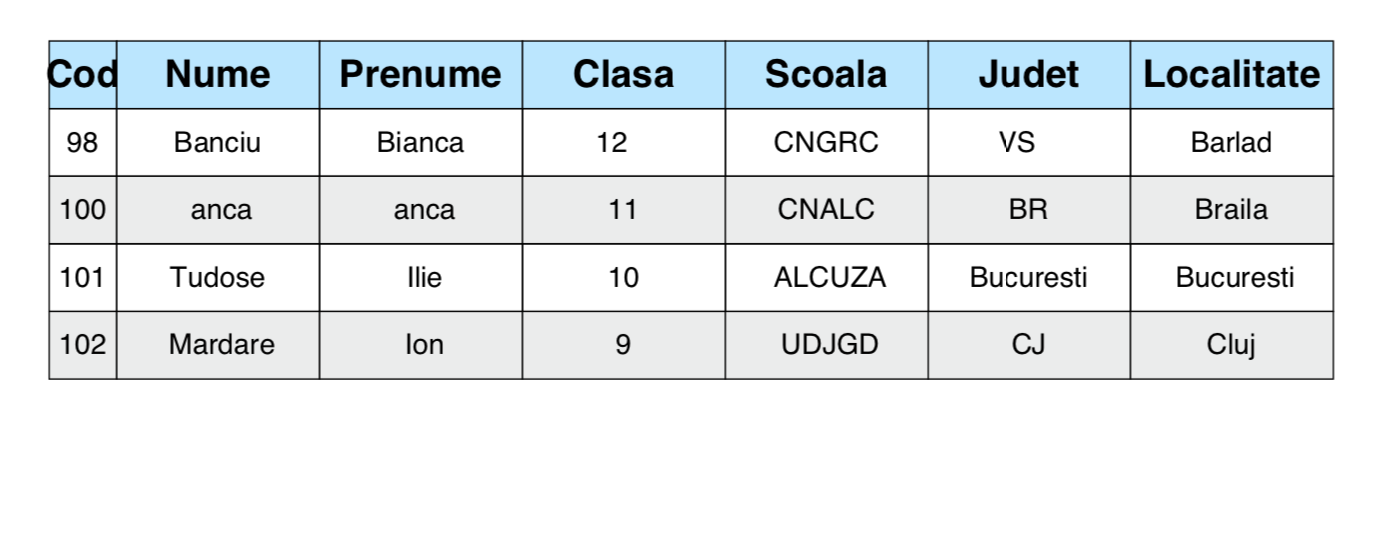 Cod Nume Prenume Clasa Scoala Judet Localitate
98 Banciu Bianca 12 CNGRC VS Barlad
100 anca anca 11 CNALC BR Braila
101 Tudose Ilie 10 ALCUZA Bucuresti Bucuresti
102 Mardare Ion 9 UDJGD CJ Cluj